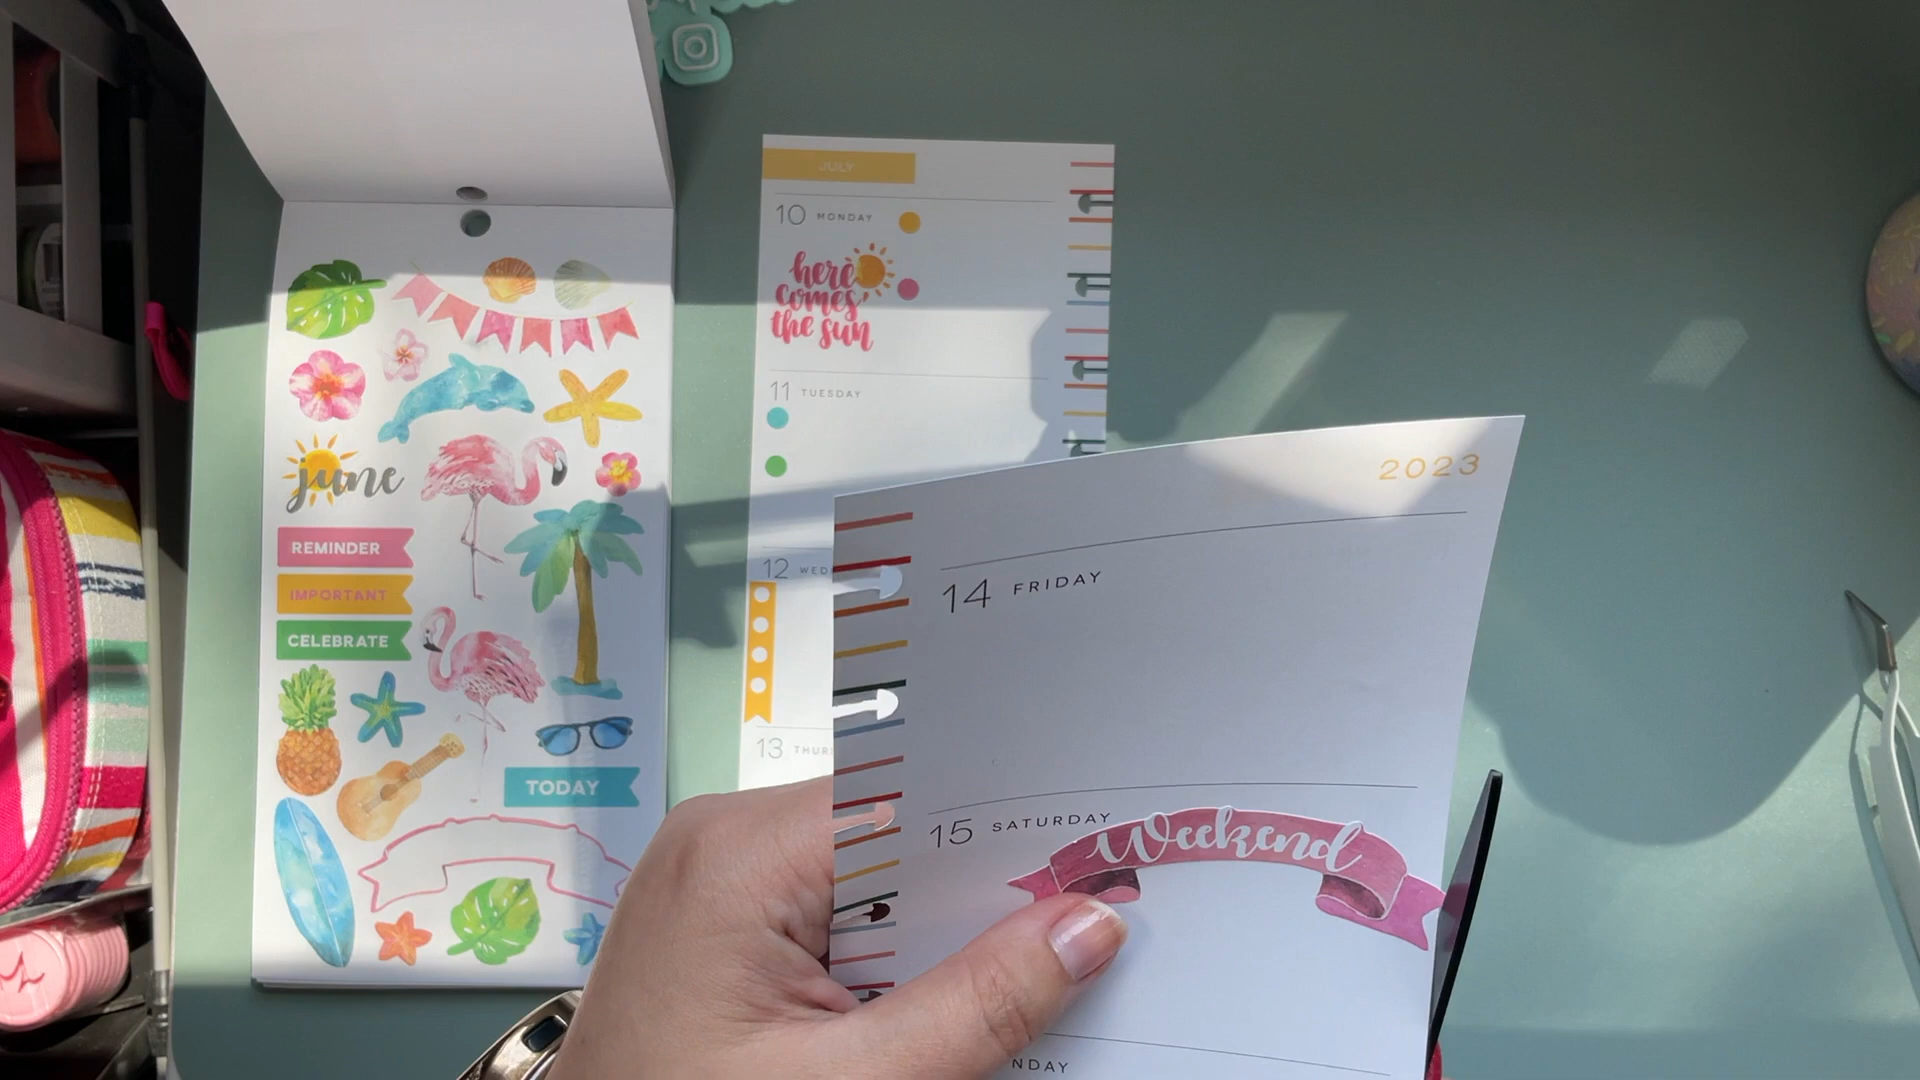 june
REMINDER
IMPORTANT
CELEBRATE
TODAY
JULY
10 MONDAY
here
comes
the sun
11 TUESDAY
12
13
2023
14 FRIDAY
15 SATURDAY
Weekend